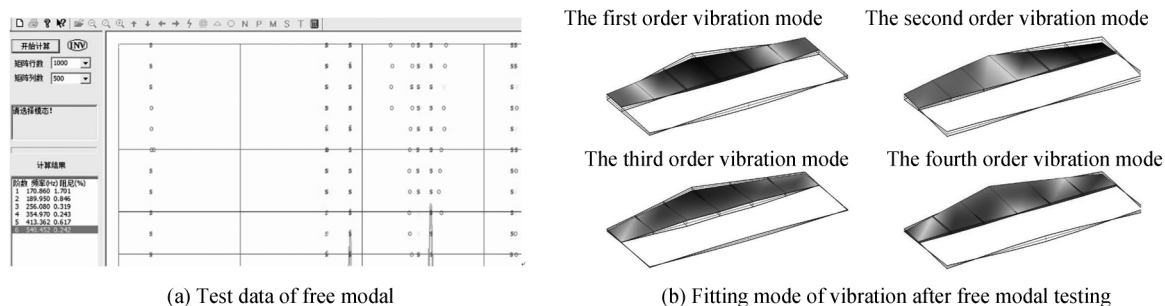 N P M S T
开始计算 INV
矩阵行数 1000
矩阵列数 500
请选择模态!
计算结果
阶数 频率(Hz) 阻尼(%)
1 170.860 1.701
2 189.950 0.846
3 256.080 0.319
4 354.970 0.243
5 413.362 0.617
6 540.452 0.242
(a) Test data of free modal
The first order vibration mode
The second order vibration mode
The third order vibration mode
The fourth order vibration mode
(b) Fitting mode of vibration after free modal testing